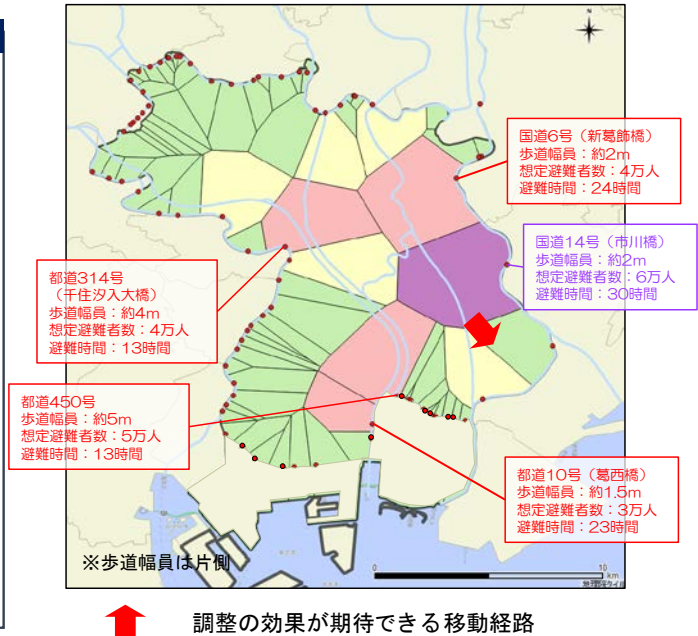 国道6号（新葛飾橋）
歩道幅員：約2m
想定避難者数：4万人
避難時間：24時間
国道14号（市川橋）
歩道幅員：約2m
想定避難者数：6万人
避難時間：30時間
都道314号
（千住汐入大橋）
歩道幅員：約4m
想定避難者数：4万人
避難時間：13時間
都道450号
歩道幅員：約5m
想定避難者数：5万人
避難時間：13時間
都道10号（葛西橋）
歩道幅員：約1.5m
想定避難者数：3万人
避難時間：23時間
※歩道幅員は片側
0 10
km
調整の効果が期待できる移動経路